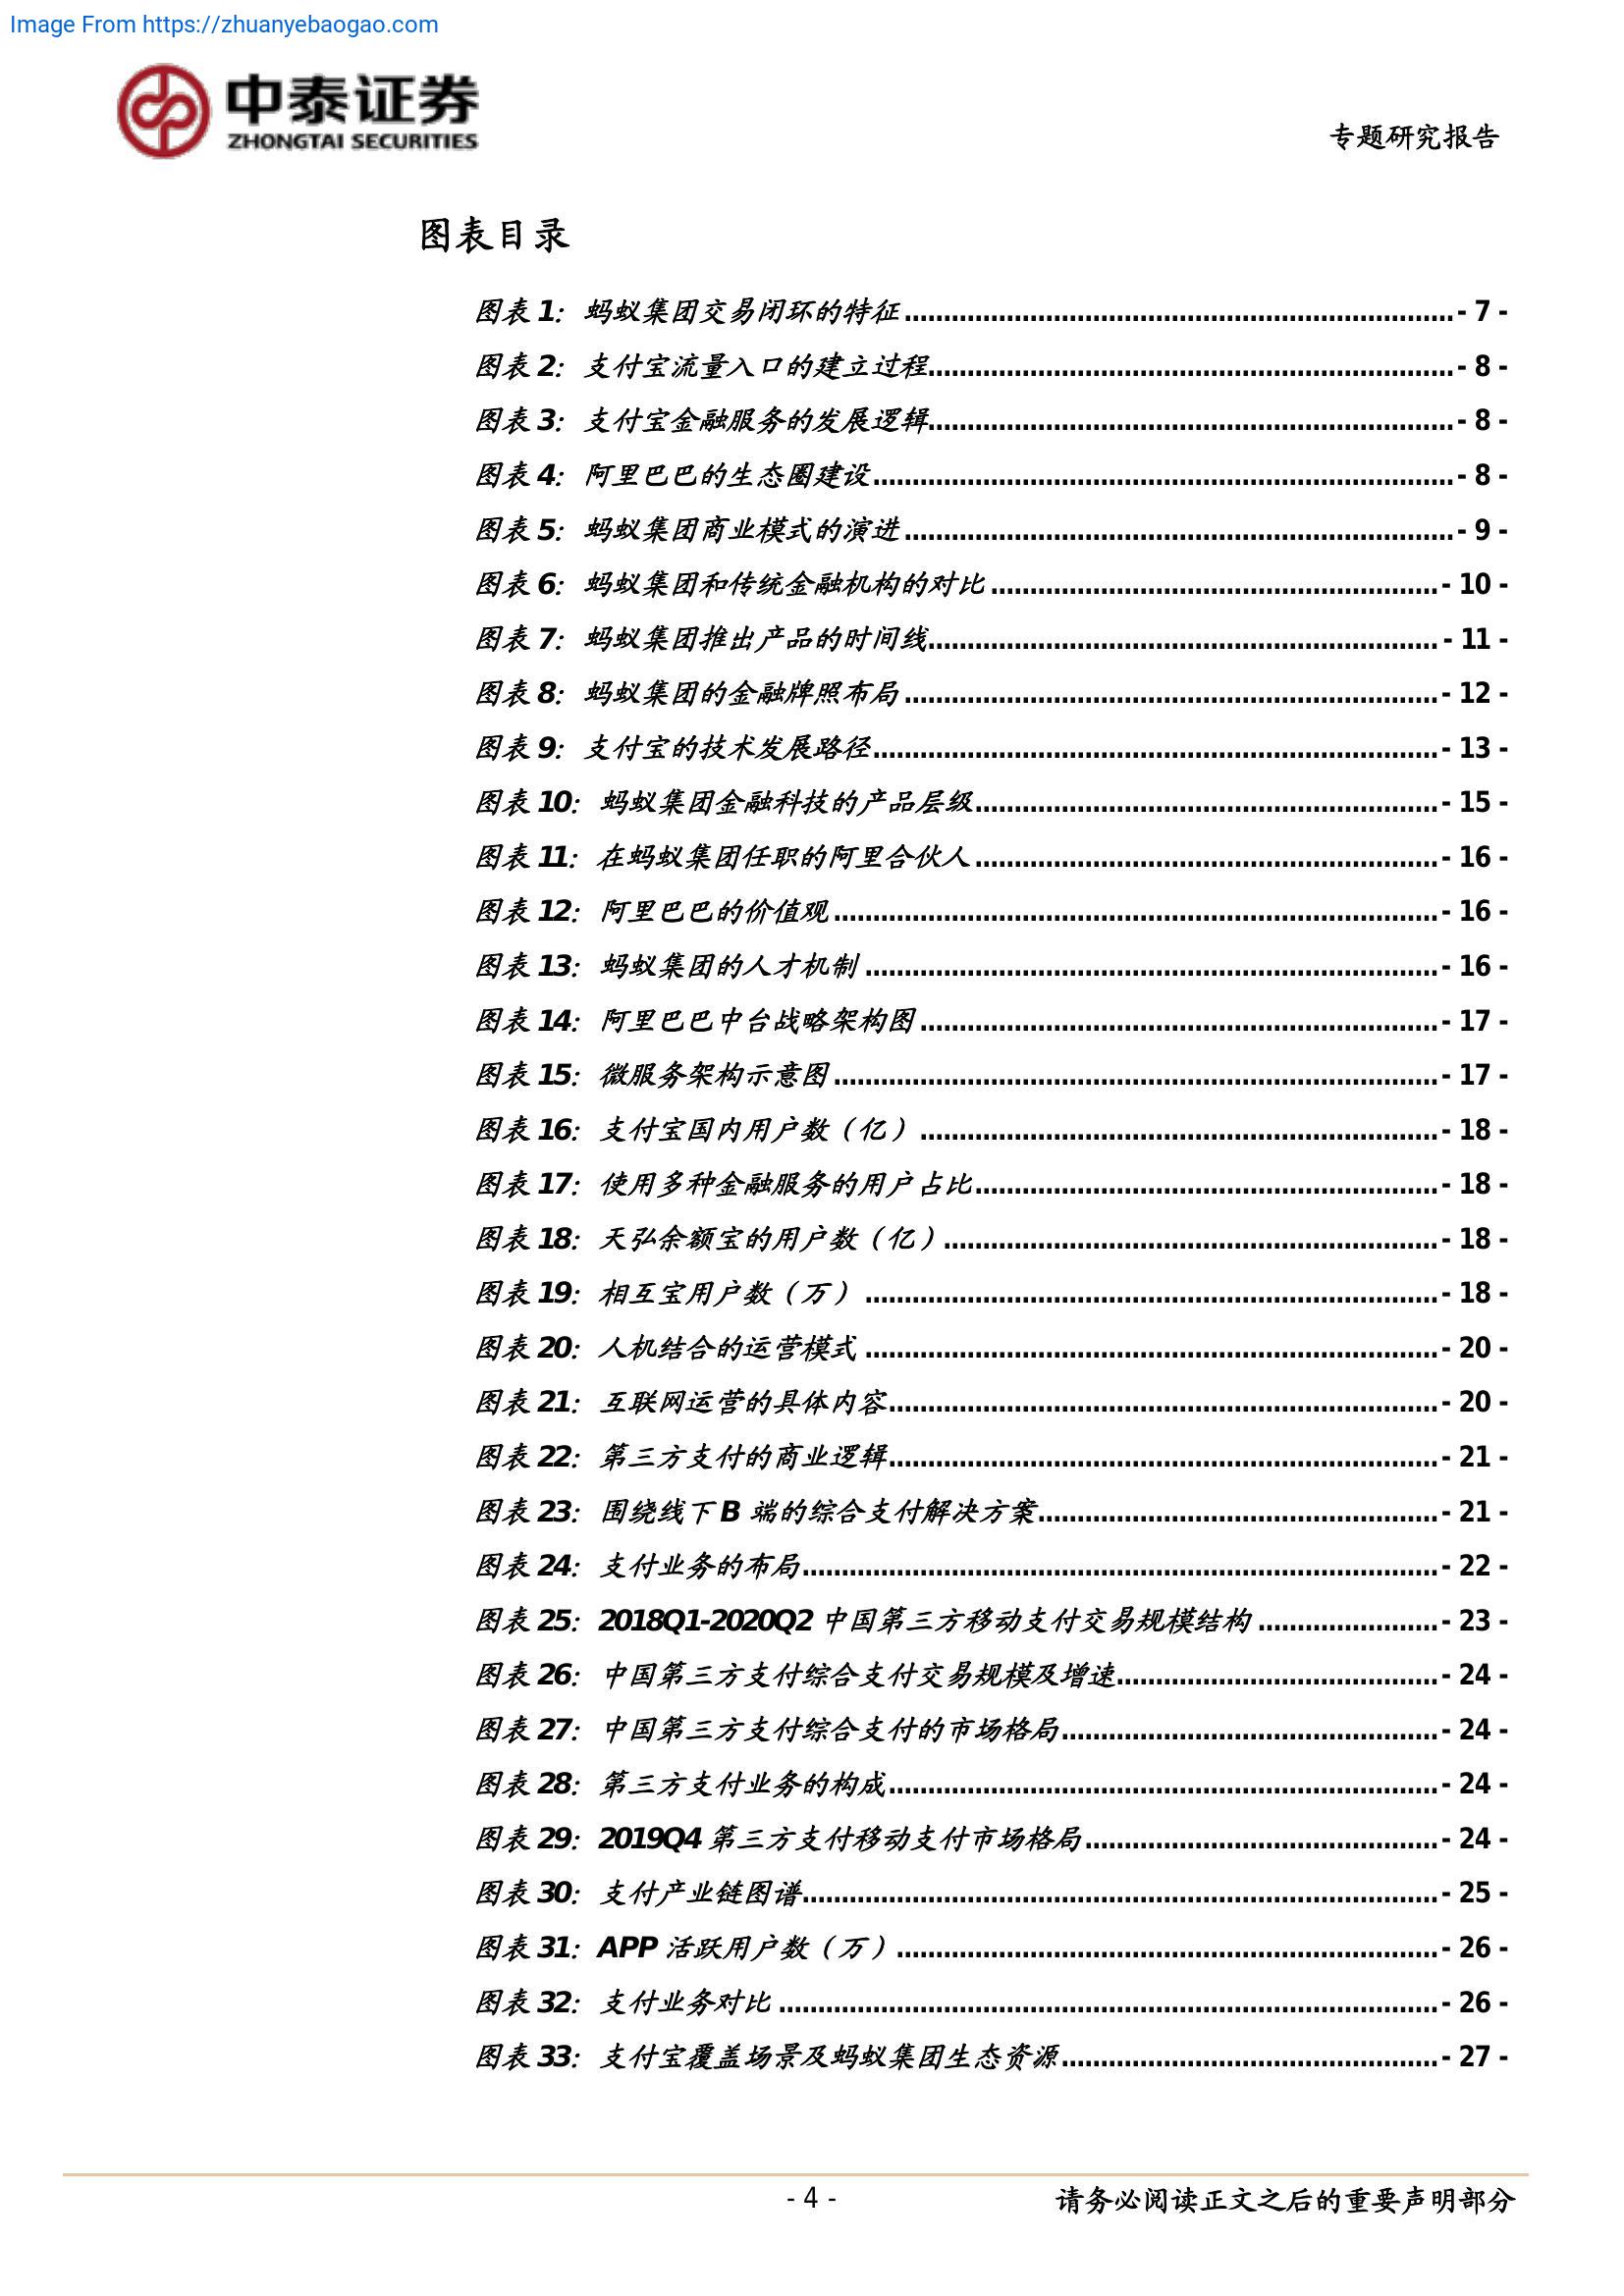 Image From https://zhuanyebaogao.com
中泰证券
ZHONGTAI SECURITIES
专题研究报告
图表目录
图表 1：蚂蚁集团交易闭环的特征......................................................................- 7 -
图表 2：支付宝流量入口的建立过程...................................................................- 8 -
图表 3：支付宝金融服务的发展逻辑...................................................................- 8 -
图表 4：阿里巴巴的生态圈建设..........................................................................- 8 -
图表 5：蚂蚁集团商业模式的演进......................................................................- 9 -
图表 6：蚂蚁集团和传统金融机构的对比.........................................................- 10 -
图表 7：蚂蚁集团推出产品的时间线.................................................................- 11 -
图表 8：蚂蚁集团的金融牌照布局....................................................................- 12 -
图表 9：支付宝的技术发展路径........................................................................- 13 -
图表 10：蚂蚁集团金融科技的产品层级...........................................................- 15 -
图表 11：在蚂蚁集团任职的阿里合伙人...........................................................- 16 -
图表 12：阿里巴巴的价值观.............................................................................- 16 -
图表 13：蚂蚁集团的人才机制.........................................................................- 16 -
图表 14：阿里巴巴中台战略架构图..................................................................- 17 -
图表 15：微服务架构示意图.............................................................................- 17 -
图表 16：支付宝国内用户数（亿）..................................................................- 18 -
图表 17：使用多种金融服务的用户占比...........................................................- 18 -
图表 18：天弘余额宝的用户数（亿）...............................................................- 18 -
图表 19：相互宝用户数（万）.........................................................................- 18 -
图表 20：人机结合的运营模式.........................................................................- 20 -
图表 21：互联网运营的具体内容......................................................................- 20 -
图表 22：第三方支付的商业逻辑......................................................................- 21 -
图表 23：围绕线下 B 端的综合支付解决方案...................................................- 21 -
图表 24：支付业务的布局.................................................................................- 22 -
图表 25：2018Q1-2020Q2 中国第三方移动支付交易规模结构.......................- 23 -
图表 26：中国第三方支付综合支付交易规模及增速.........................................- 24 -
图表 27：中国第三方支付综合支付的市场格局................................................- 24 -
图表 28：第三方支付业务的构成......................................................................- 24 -
图表 29：2019Q4 第三方支付移动支付市场格局.............................................- 24 -
图表 30：支付产业链图谱.................................................................................- 25 -
图表 31：APP 活跃用户数（万）.....................................................................- 26 -
图表 32：支付业务对比....................................................................................- 26 -
图表 33：支付宝覆盖场景及蚂蚁集团生态资源................................................- 27 -
- 4 -
请务必阅读正文之后的重要声明部分